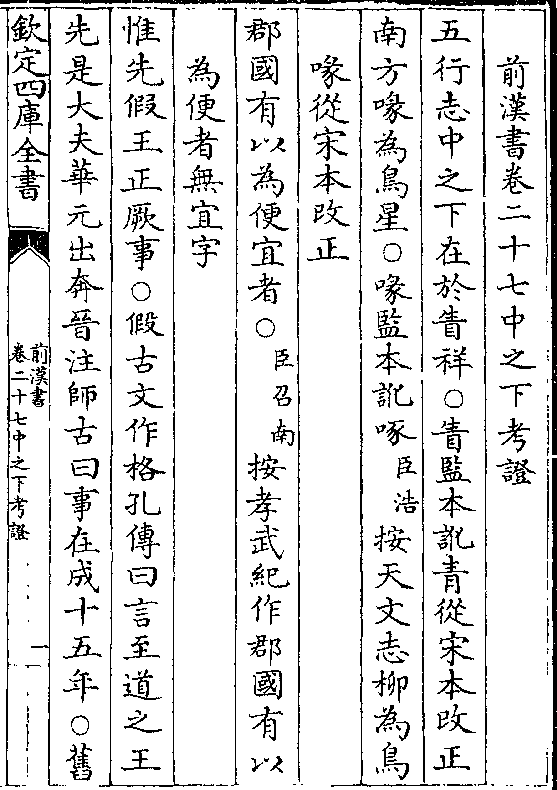 前漢書卷二十七中之下考證
五行志中之下在於眚祥○眚監本訛青從宋本改正
南方喙為鳥星○喙監本訛啄臣浩按天文志柳為鳥
喙從宋本改正
郡國有以為便宜者○臣召南按孝武紀作郡國有以
為便者無宜字
惟先假王正厥事○假古文作格孔傳曰言至道之王
先是大夫華元出奔晉注師古曰事在成十五年○舊
欽定四庫全書
前漢書
卷二十七中之下考證
一